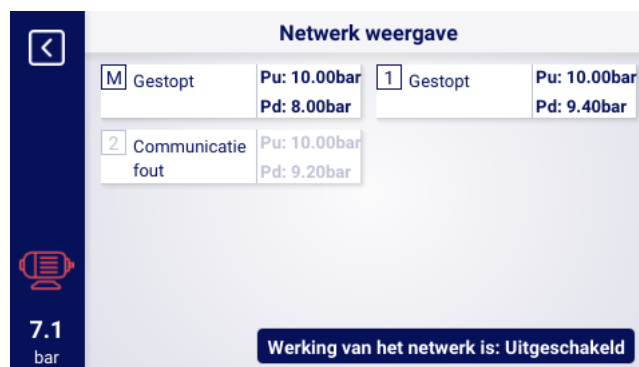 Netwerk weergave
M Gestopt Pu: 10.00bar
Pd: 8.00bar
1 Gestopt Pu: 10.00bar
Pd: 9.40bar
2 Communicatie fout Pu: 10.00bar
Pd: 9.20bar
7.1
bar
Werking van het netwerk is: Uitgeschakeld